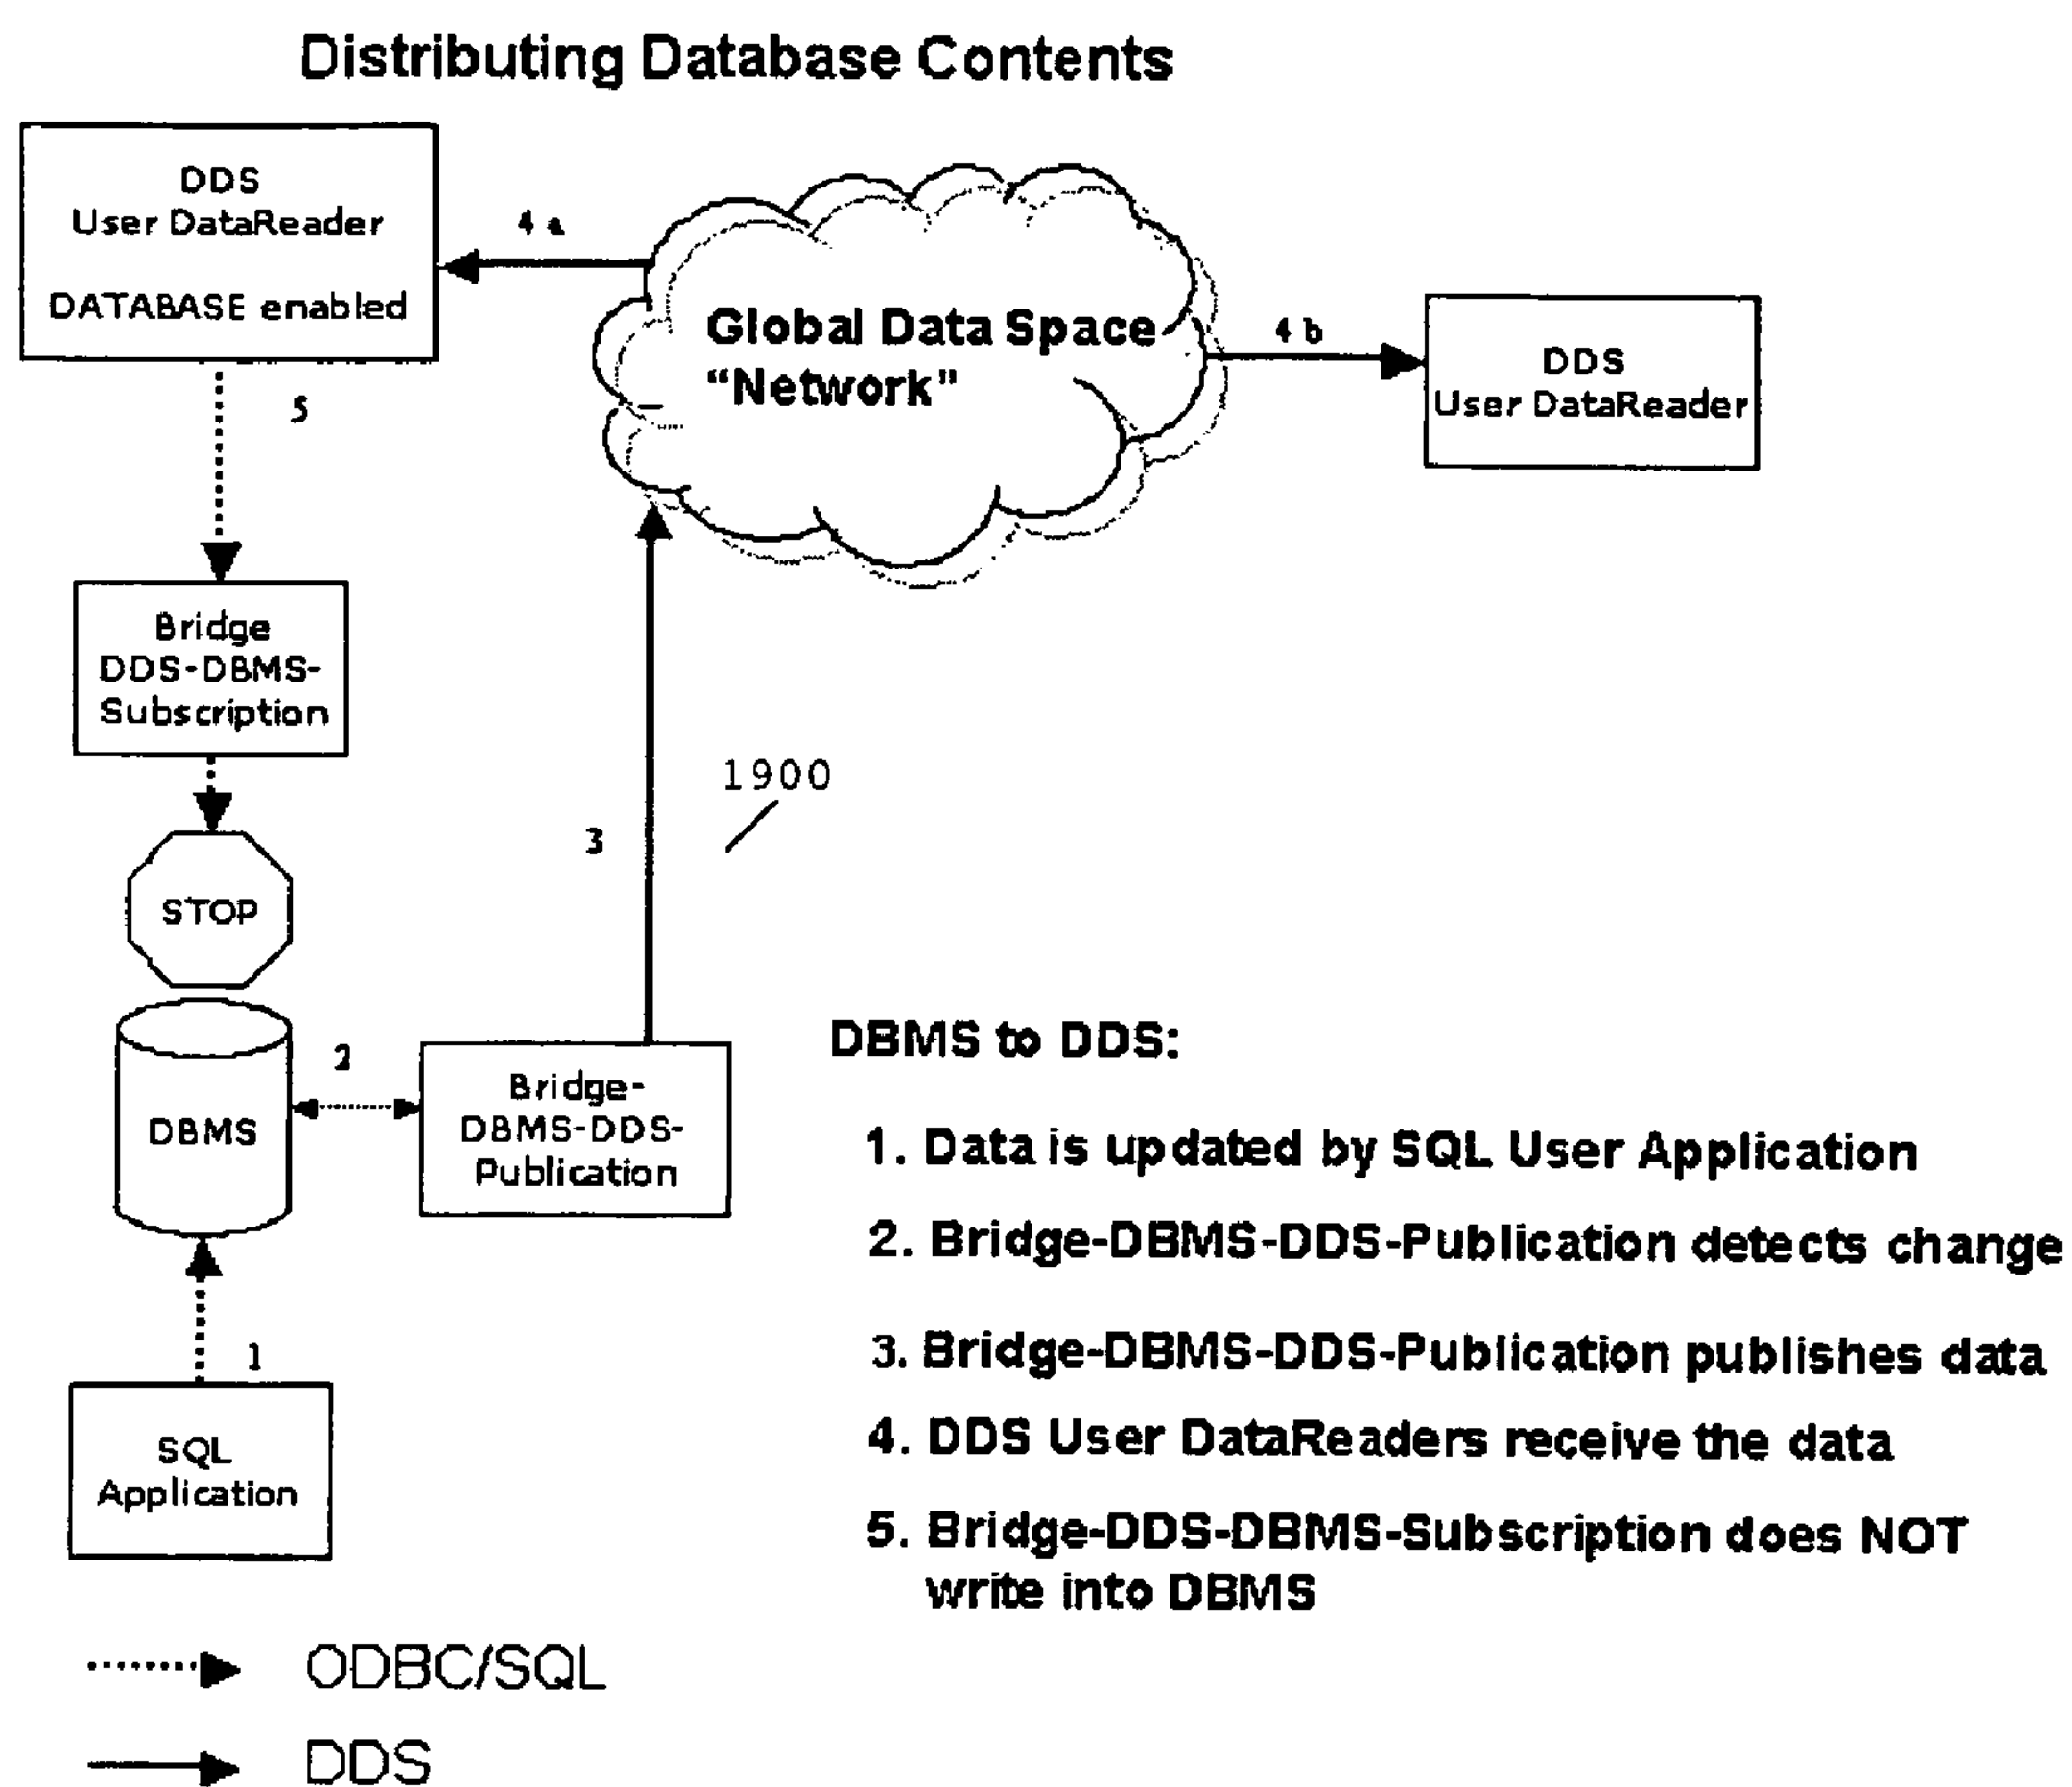 Distributing Database Contents
DDS
User DataReader
DATABASE enabled
4 a
Global Data Space
“Network”
4 b
DDS
User DataReader
5
Bridge
DDS-DBMS-
Subscription
1900
3
STOP
2
DBMS
Bridge-
DBMS-DDS-
Publication
1
SQL
Application
DBMS to DDS:
1. Data is updated by SQL User Application
2. Bridge-DBMS-DDS-Publication detects change
3. Bridge-DBMS-DDS-Publication publishes data
4. DDS User DataReaders receive the data
5. Bridge-DDS-DBMS-Subscription does NOT
write into DBMS
ODBC/SQL
DDS